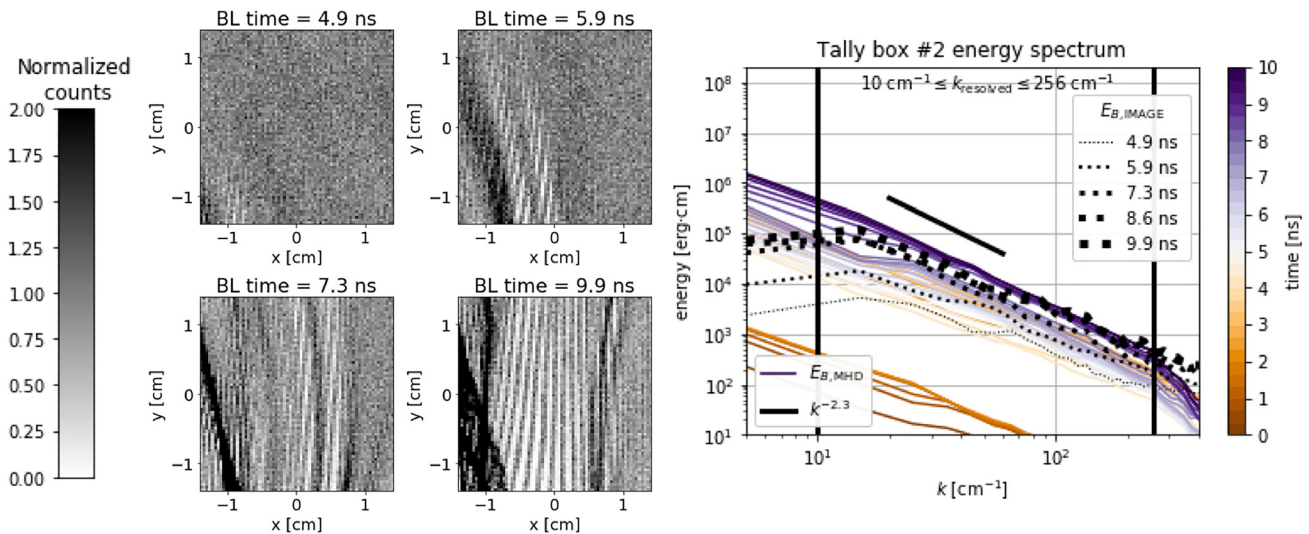 Normalized
counts
2.00
1.75
1.50
1.25
1.00
0.75
0.50
0.25
0.00
BL time = 4.9 ns
y [cm]
1
0
−1
−1 0 1
x [cm]
BL time = 5.9 ns
y [cm]
1
0
−1
−1 0 1
x [cm]
BL time = 7.3 ns
y [cm]
1
0
−1
−1 0 1
x [cm]
BL time = 9.9 ns
y [cm]
1
0
−1
−1 0 1
x [cm]
Tally box #2 energy spectrum
10 cm⁻¹ ≤ k_resolved ≤ 256 cm⁻¹
energy [erg·cm]
10⁸
10⁷
10⁶
10⁵
10⁴
10³
10²
10¹
E_B,IMAGE
4.9 ns
5.9 ns
7.3 ns
8.6 ns
9.9 ns
E_B,MHD
k⁻²·³
10¹ 10²
k [cm⁻¹]
10
9
8
7
6
5
4
3
2
1
0
time [ns]